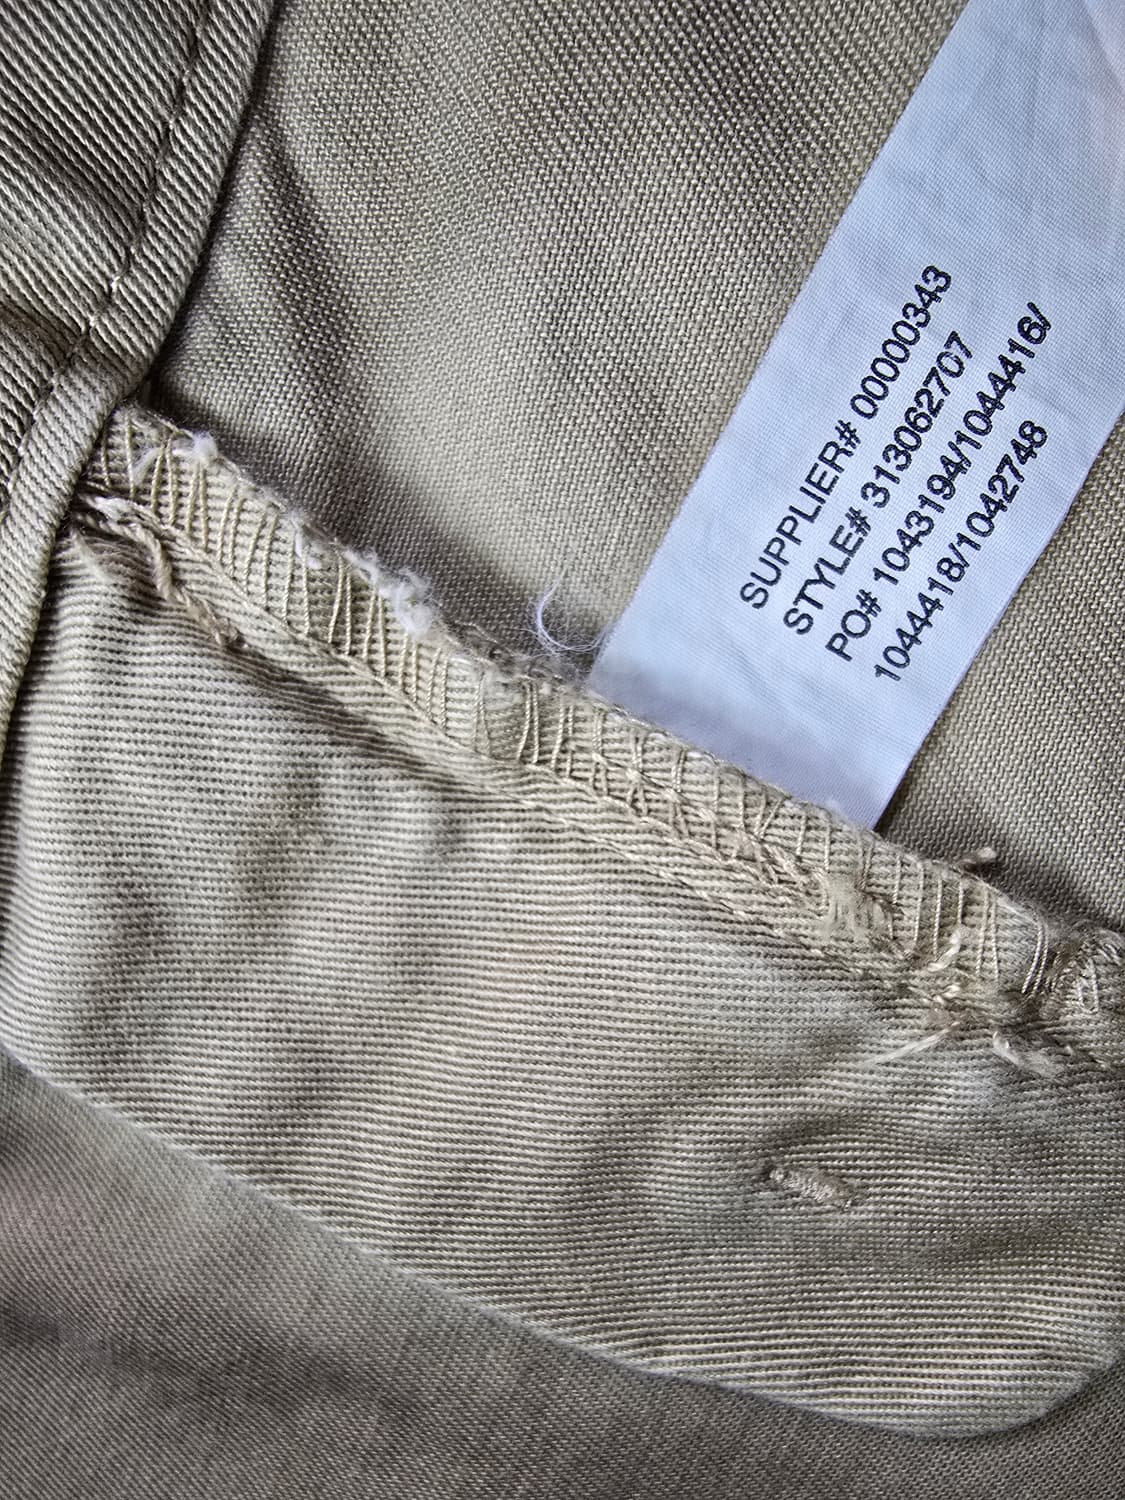 SUPPLIER# 00000343
STYLE# 313062707
PO# 1043194/1044416/
1044418/1042748